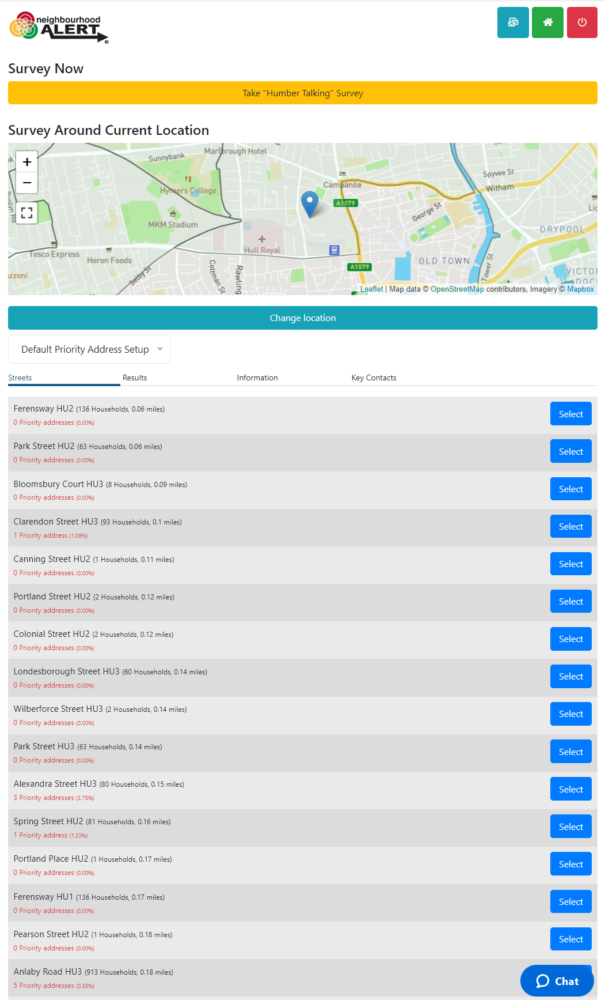 neighbourhood
ALERT
©
Survey Now
Take "Humber Talking" Survey
Survey Around Current Location
+
−
Sunnybank
Marlborough Hotel
Hymers College
MKM Stadium
Campanile
A1079
George St
Spyvee St
Witham
DRYPOOL
Tesco Express
Heron Foods
Selby St
Hull Royal
Coltman St
Rawling
A1079
OLD TOWN
Tower St
VICTO
DOCK
azzoni
Roslyn Rd
Leaflet | Map data © OpenStreetMap contributors, Imagery © Mapbox
Change location
Default Priority Address Setup
Streets Results Information Key Contacts
Ferensway HU2 (136 Households, 0.06 miles)
0 Priority addresses (0.00%)
Select
Park Street HU2 (63 Households, 0.06 miles)
0 Priority addresses (0.00%)
Select
Bloomsbury Court HU3 (8 Households, 0.09 miles)
0 Priority addresses (0.00%)
Select
Clarendon Street HU3 (93 Households, 0.1 miles)
1 Priority address (1.08%)
Select
Canning Street HU2 (1 Households, 0.11 miles)
0 Priority addresses (0.00%)
Select
Portland Street HU2 (2 Households, 0.12 miles)
0 Priority addresses (0.00%)
Select
Colonial Street HU2 (2 Households, 0.12 miles)
0 Priority addresses (0.00%)
Select
Londesborough Street HU3 (60 Households, 0.14 miles)
0 Priority addresses (0.00%)
Select
Wilberforce Street HU3 (2 Households, 0.14 miles)
0 Priority addresses (0.00%)
Select
Park Street HU3 (63 Households, 0.14 miles)
0 Priority addresses (0.00%)
Select
Alexandra Street HU3 (80 Households, 0.15 miles)
3 Priority addresses (3.75%)
Select
Spring Street HU2 (81 Households, 0.16 miles)
1 Priority address (1.23%)
Select
Portland Place HU2 (1 Households, 0.17 miles)
0 Priority addresses (0.00%)
Select
Ferensway HU1 (136 Households, 0.17 miles)
0 Priority addresses (0.00%)
Select
Pearson Street HU2 (1 Households, 0.18 miles)
0 Priority addresses (0.00%)
Select
Anlaby Road HU3 (913 Households, 0.18 miles)
5 Priority addresses (0.55%)
Chat